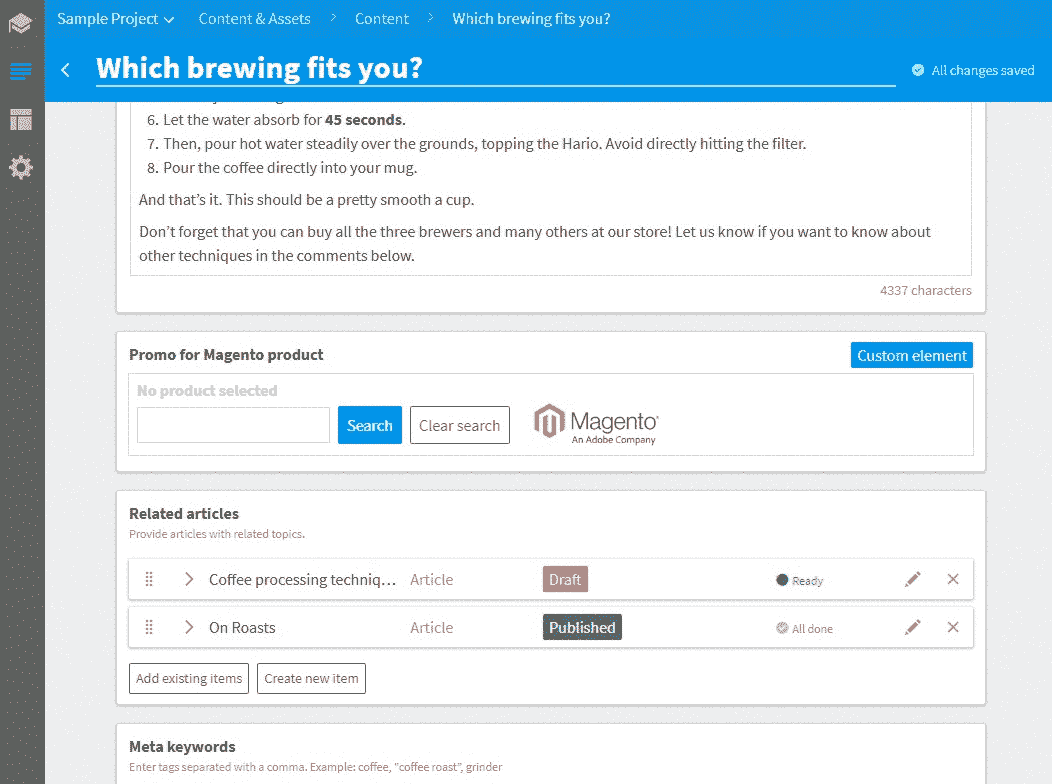 Sample Project
Content & Assets
Content
Which brewing fits you?
Which brewing fits you?
All changes saved
6. Let the water absorb for 45 seconds.
7. Then, pour hot water steadily over the grounds, topping the Hario. Avoid directly hitting the filter.
8. Pour the coffee directly into your mug.
And that’s it. This should be a pretty smooth a cup.
Don’t forget that you can buy all the three brewers and many others at our store! Let us know if you want to know about
other techniques in the comments below.
4337 characters
Promo for Magento product
Custom element
No product selected
Search
Clear search
Magento
An Adobe Company
Related articles
Provide articles with related topics.
Coffee processing techniq... Article Draft Ready
On Roasts Article Published All done
Add existing items
Create new item
Meta keywords
Enter tags separated with a comma. Example: coffee, "coffee roast", grinder